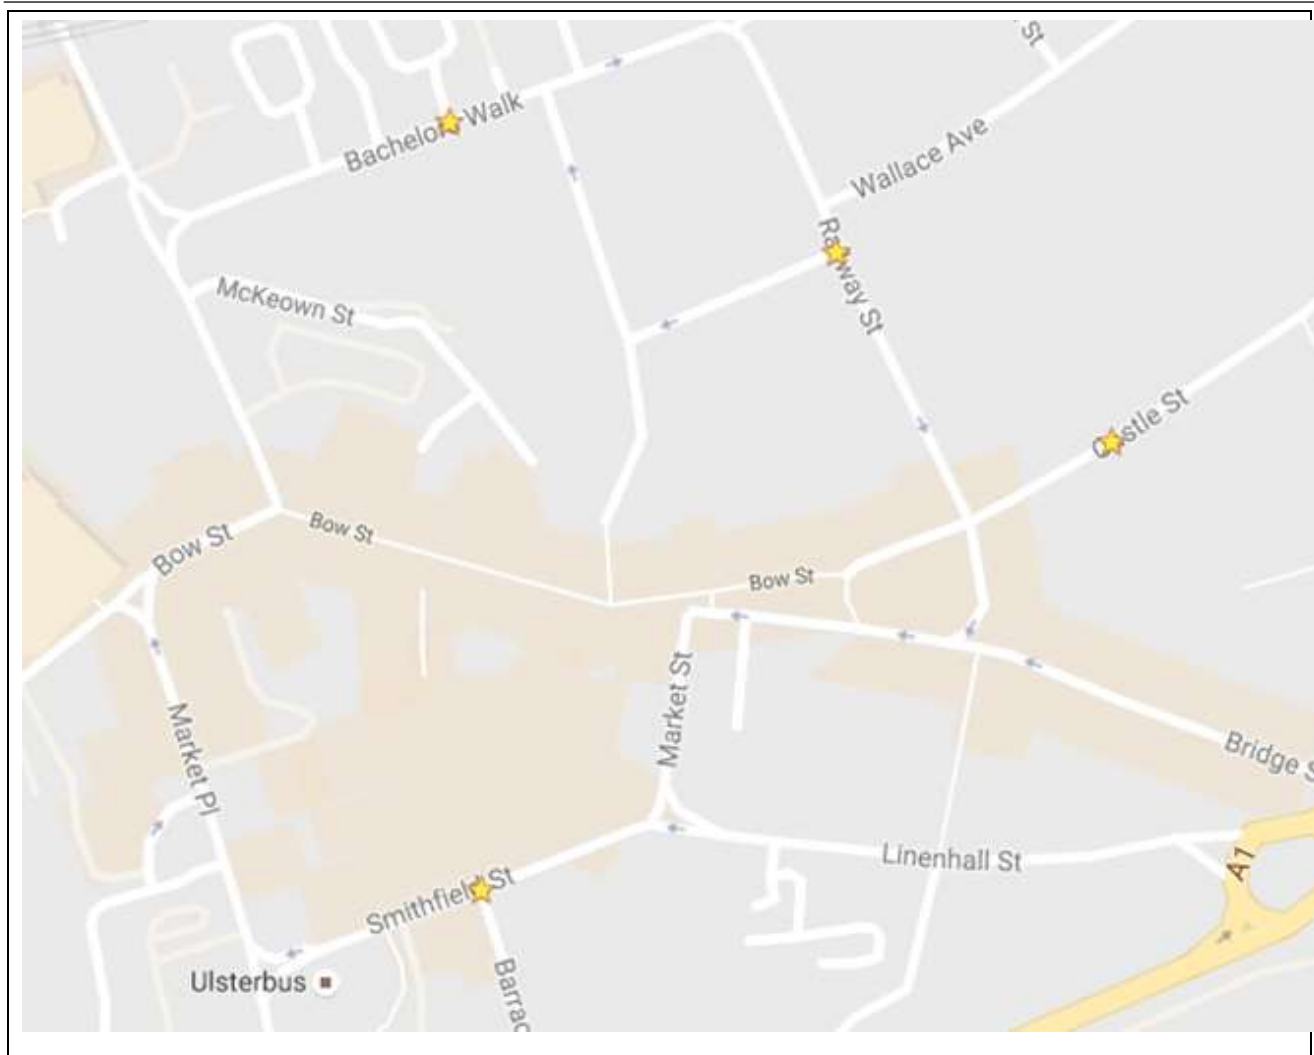 St
Bachelors Walk
Wallace Ave
Railway St
McKeown St
Castle St
Bow St
Bow St
Bow St
Market St
Market Pl
Bridge S
Linenhall St
A1
Smithfield St
Ulsterbus
Barrac